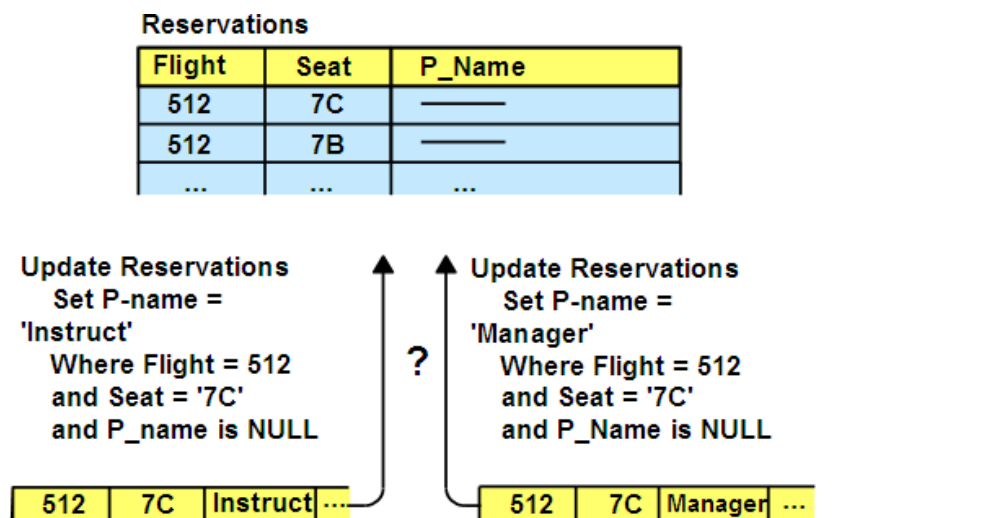 Reservations
Flight Seat P_Name
512 7C
512 7B
... ... ...
Update Reservations
Set P-name =
'Instruct'
Where Flight = 512
and Seat = '7C'
and P_name is NULL
?
Update Reservations
Set P-name =
'Manager'
Where Flight = 512
and Seat = '7C'
and P_Name is NULL
512 7C Instruct ...
512 7C Manager ...